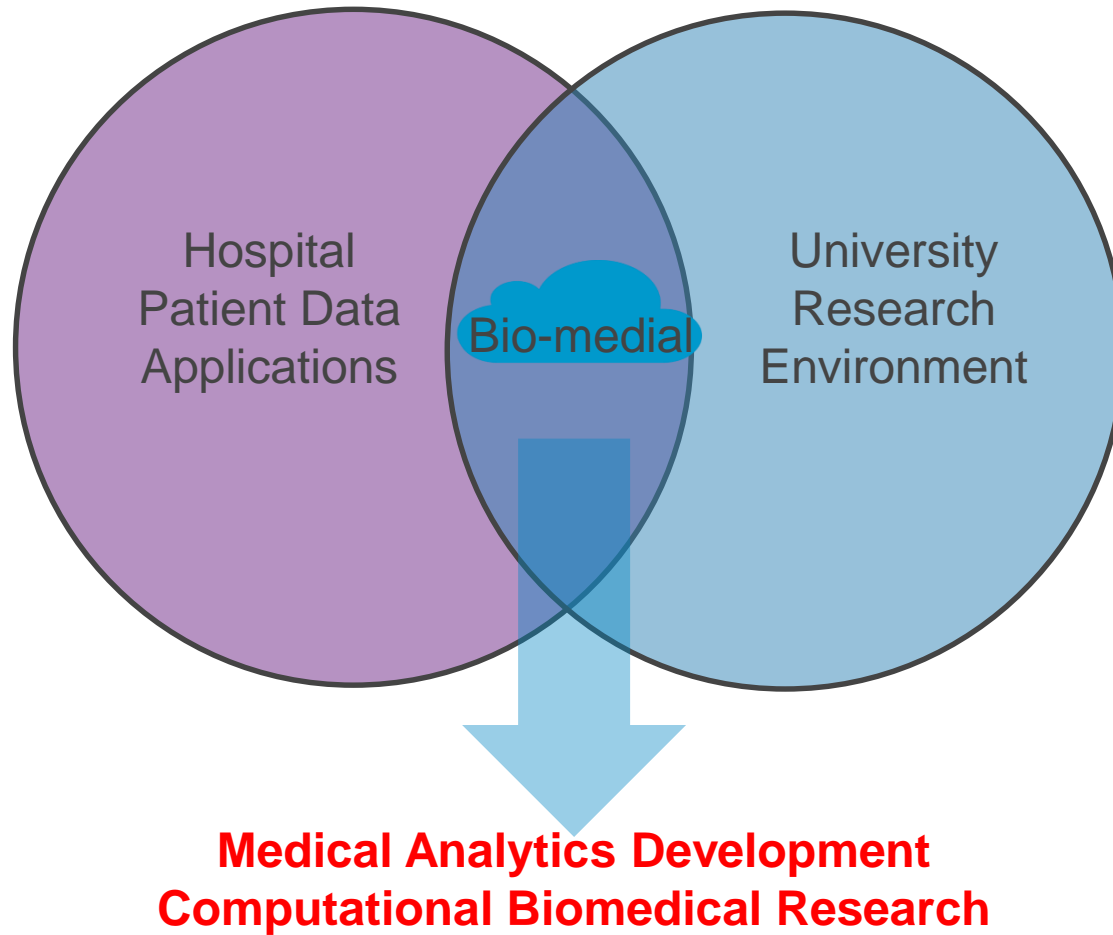 Hospital
Patient Data
Applications
Bio-medial
University
Research
Environment
Medical Analytics Development
Computational Biomedical Research